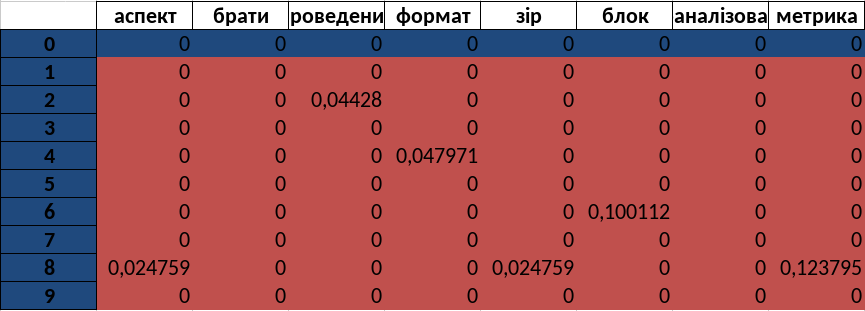 аспект брати роведени формат зір блок аналізова метрика
0 0 0 0 0 0 0 0 0
1 0 0 0 0 0 0 0 0
2 0 0 0,04428 0 0 0 0 0
3 0 0 0 0 0 0 0 0
4 0 0 0 0,047971 0 0 0 0
5 0 0 0 0 0 0 0 0
6 0 0 0 0 0 0,100112 0 0
7 0 0 0 0 0 0 0 0
8 0,024759 0 0 0 0,024759 0 0 0,123795
9 0 0 0 0 0 0 0 0